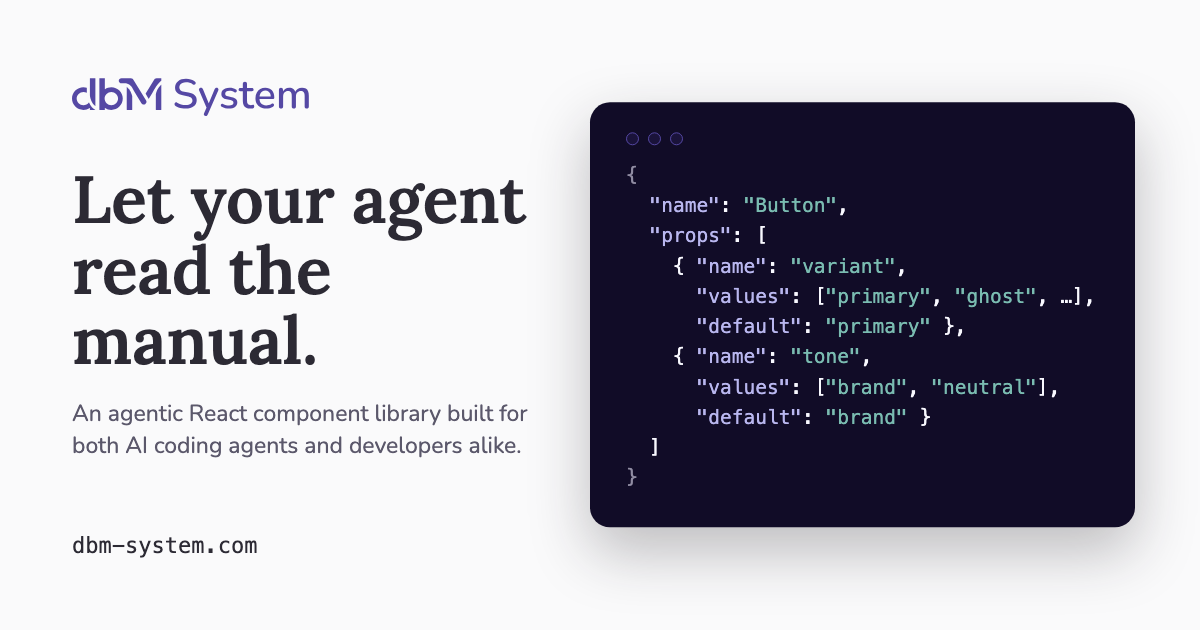 dbM System
Let your agent
read the
manual.
An agentic React component library built for
both AI coding agents and developers alike.
dbm-system.com
{
  "name": "Button",
  "props": [
    { "name": "variant",
      "values": ["primary", "ghost", …],
      "default": "primary" },
    { "name": "tone",
      "values": ["brand", "neutral"],
      "default": "brand" }
  ]
}